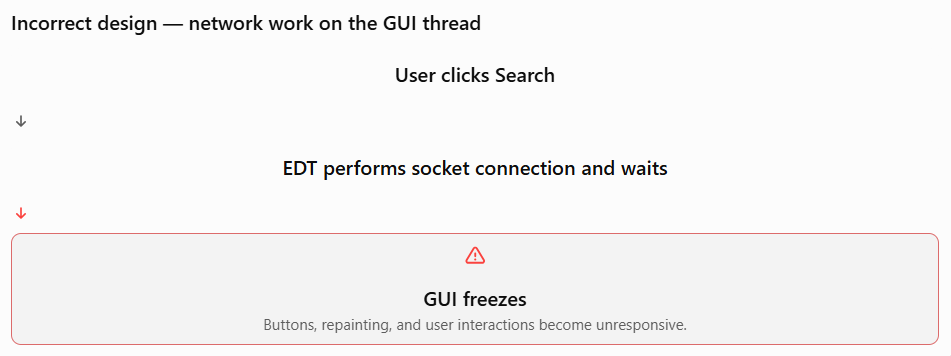 Incorrect design — network work on the GUI thread
User clicks Search
EDT performs socket connection and waits
GUI freezes
Buttons, repainting, and user interactions become unresponsive.